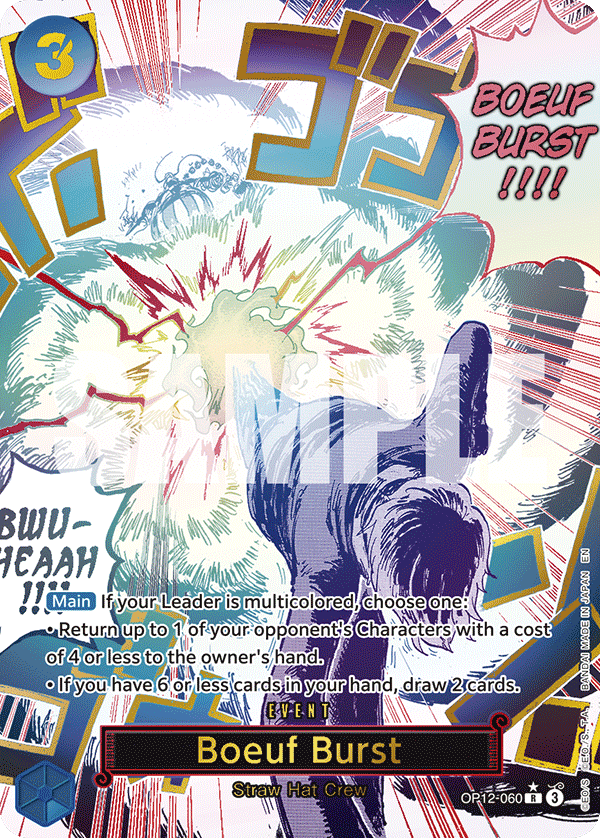 3
ゴゴ
BOEUF
BURST
!!!!
SAMPLE
BWU-
HEAAH
!!!!
Main If your Leader is multicolored, choose one:
• Return up to 1 of your opponent's Characters with a cost
of 4 or less to the owner's hand.
• If you have 6 or less cards in your hand, draw 2 cards.
EVENT
Boeuf Burst
Straw Hat Crew
OP12-060 ★ R 3
BANDAI MADE IN JAPAN EN